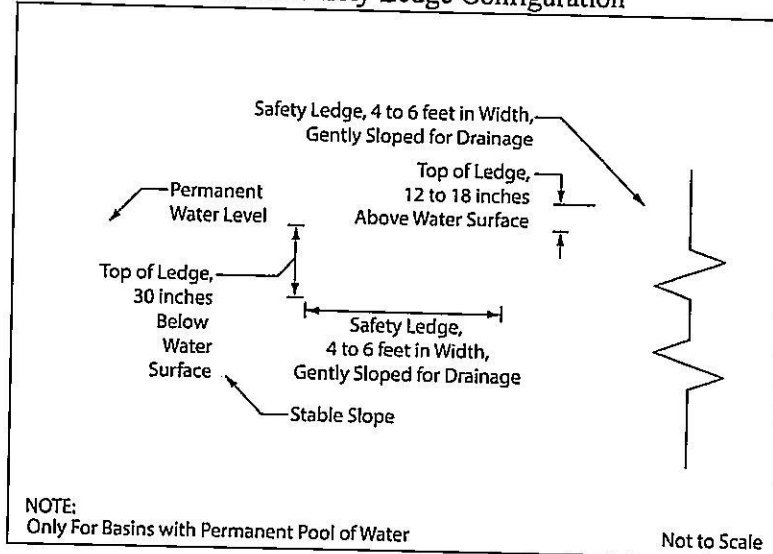 Ledge Configuration
Safety Ledge, 4 to 6 feet in Width,
Gently Sloped for Drainage
Top of Ledge,
12 to 18 inches
Above Water Surface
Permanent
Water Level
Top of Ledge,
30 inches
Below
Water
Surface
Safety Ledge,
4 to 6 feet in Width,
Gently Sloped for Drainage
Stable Slope
NOTE:
Only For Basins with Permanent Pool of Water
Not to Scale